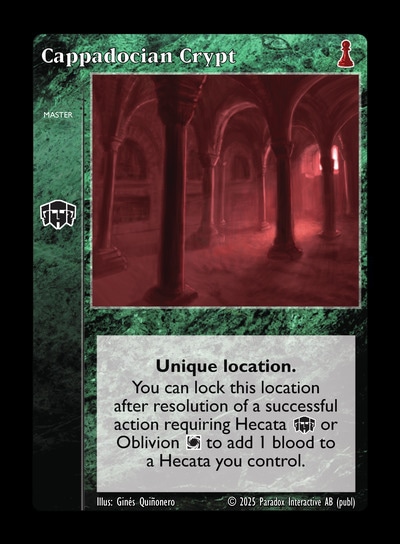 Cappadocian Crypt
MASTER
Unique location.
You can lock this location
after resolution of a successful
action requiring Hecata or
Oblivion to add 1 blood to
a Hecata you control.
Illus: Ginés Quiñonero © 2025 Paradox Interactive AB (publ)